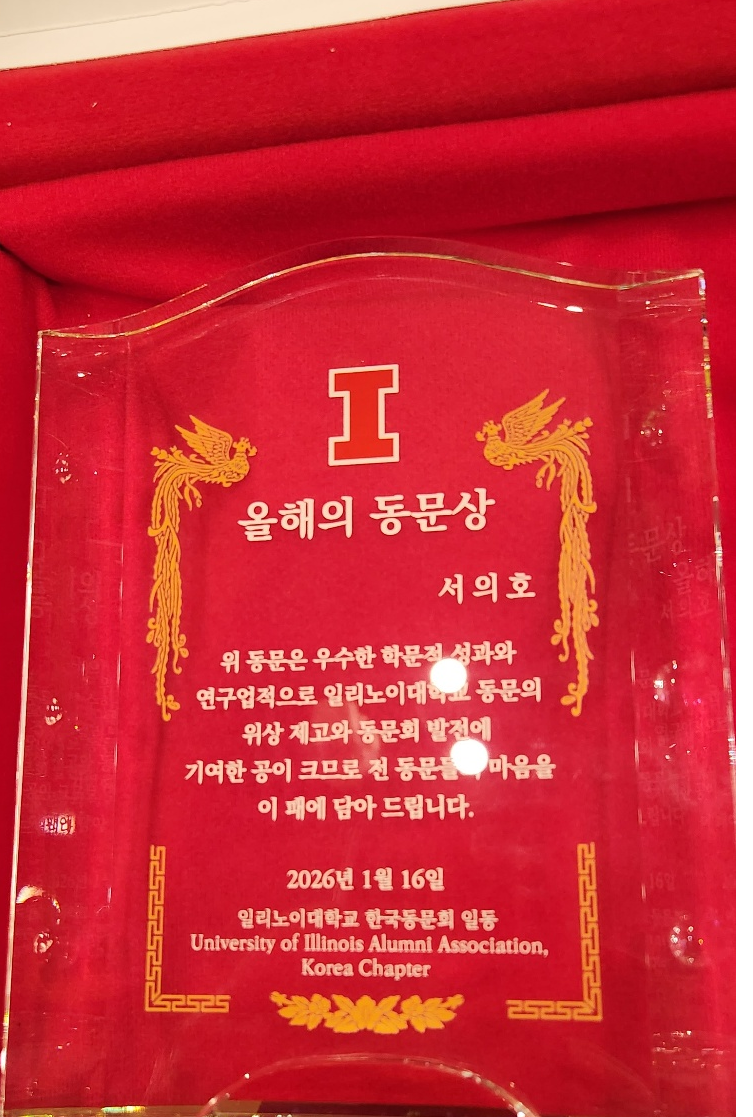 I
올해의 동문상
서의호
위 동문은 우수한 학문적 성과와
연구업적으로 일리노이대학교 동문의
위상 제고와 동문회 발전에
기여한 공이 크므로 전 동문들의 마음을
이 패에 담아 드립니다.
2026년 1월 16일
일리노이대학교 한국동문회 일동
University of Illinois Alumni Association,
Korea Chapter